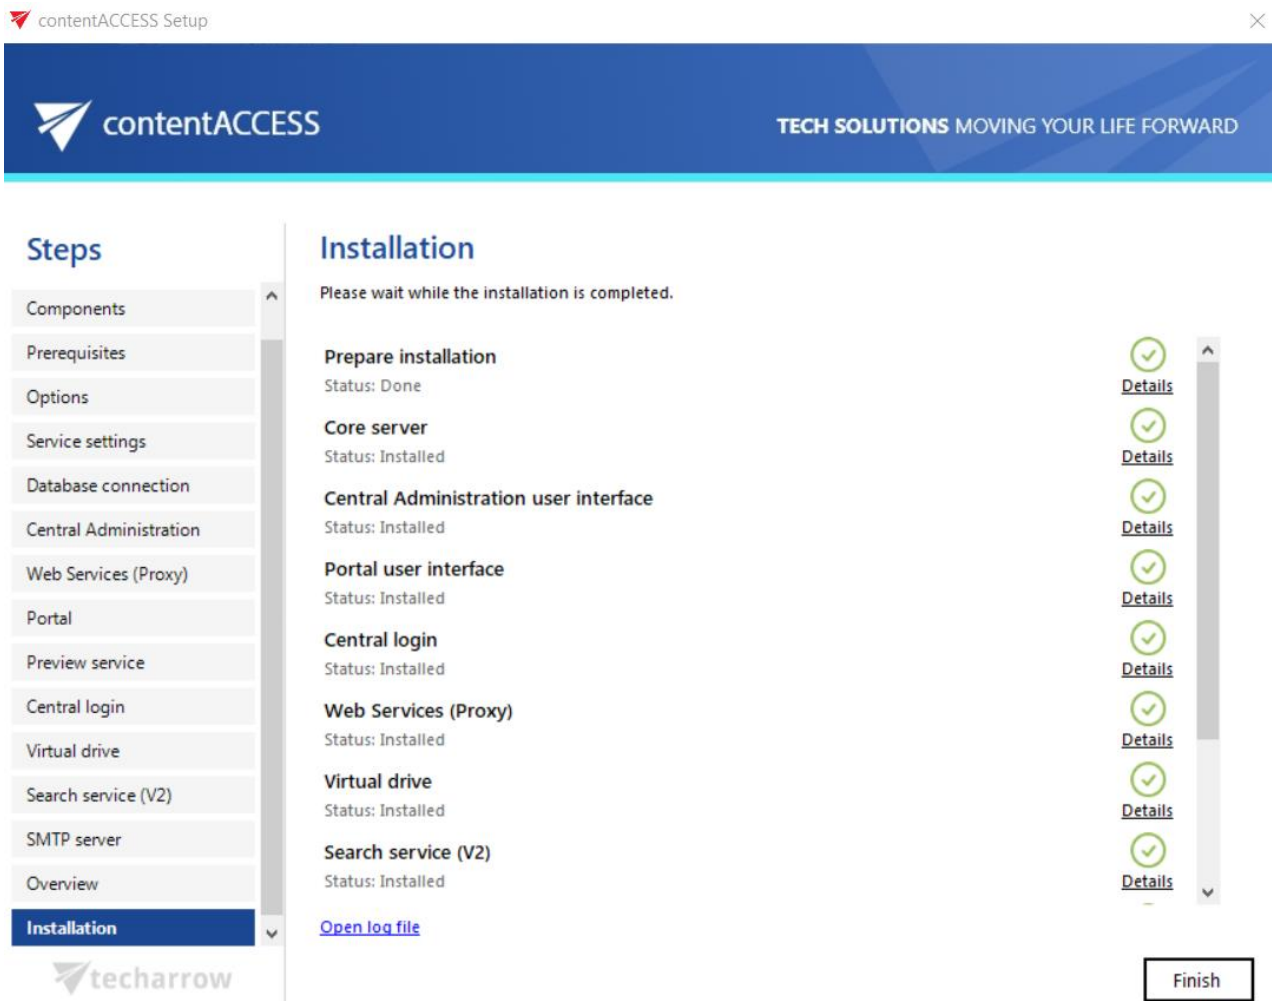 contentACCESS Setup
contentACCESS
TECH SOLUTIONS MOVING YOUR LIFE FORWARD
Steps
Components
Prerequisites
Options
Service settings
Database connection
Central Administration
Web Services (Proxy)
Portal
Preview service
Central login
Virtual drive
Search service (V2)
SMTP server
Overview
Installation
techarrow
Installation
Please wait while the installation is completed.
Prepare installation
Status: Done
Details
Core server
Status: Installed
Details
Central Administration user interface
Status: Installed
Details
Portal user interface
Status: Installed
Details
Central login
Status: Installed
Details
Web Services (Proxy)
Status: Installed
Details
Virtual drive
Status: Installed
Details
Search service (V2)
Status: Installed
Details
Open log file
Finish